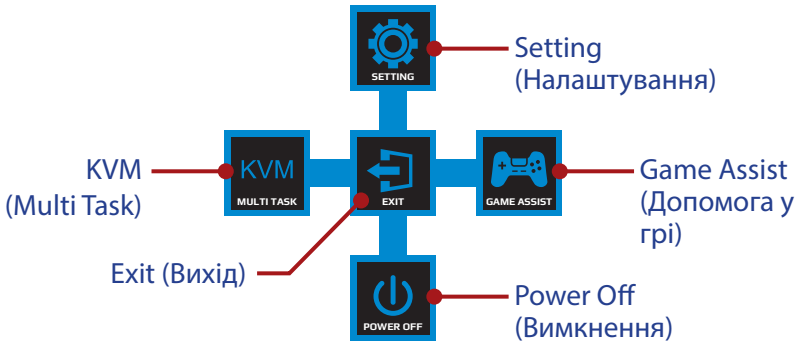 SETTING
Setting
(Налаштування)
KVM
(Multi Task)
KVM
MULTI TASK
EXIT
GAME ASSIST
Game Assist
(Допомога у
грі)
Exit (Вихід)
POWER OFF
Power Off
(Вимкнення)